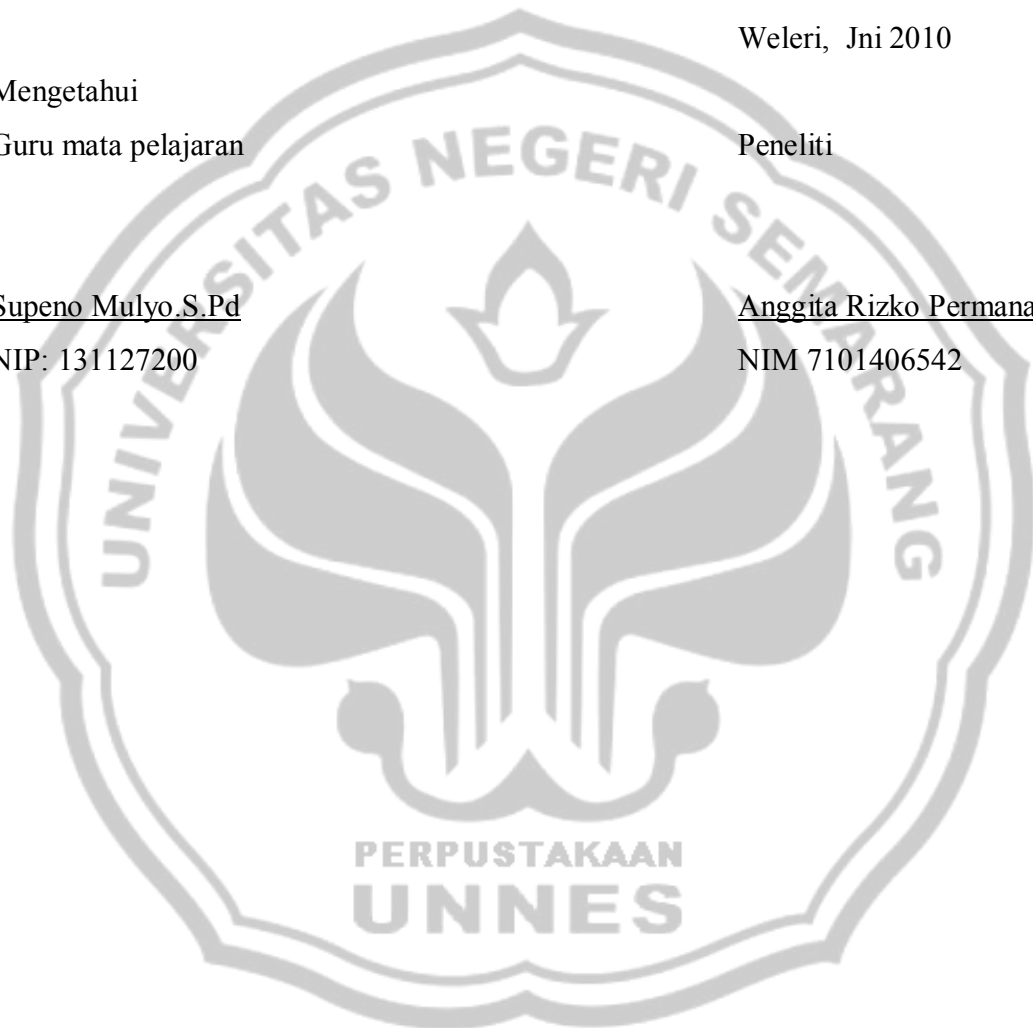 Weleri, Jni 2010
Mengetahui
Guru mata pelajaran
Peneliti
Supeno Mulyo.S.Pd
Anggita Rizko Permana
NIP: 131127200
NIM 7101406542
UNIVERSITAS NEGERI SEMARANG
PERPUSTAKAAN
UNNES